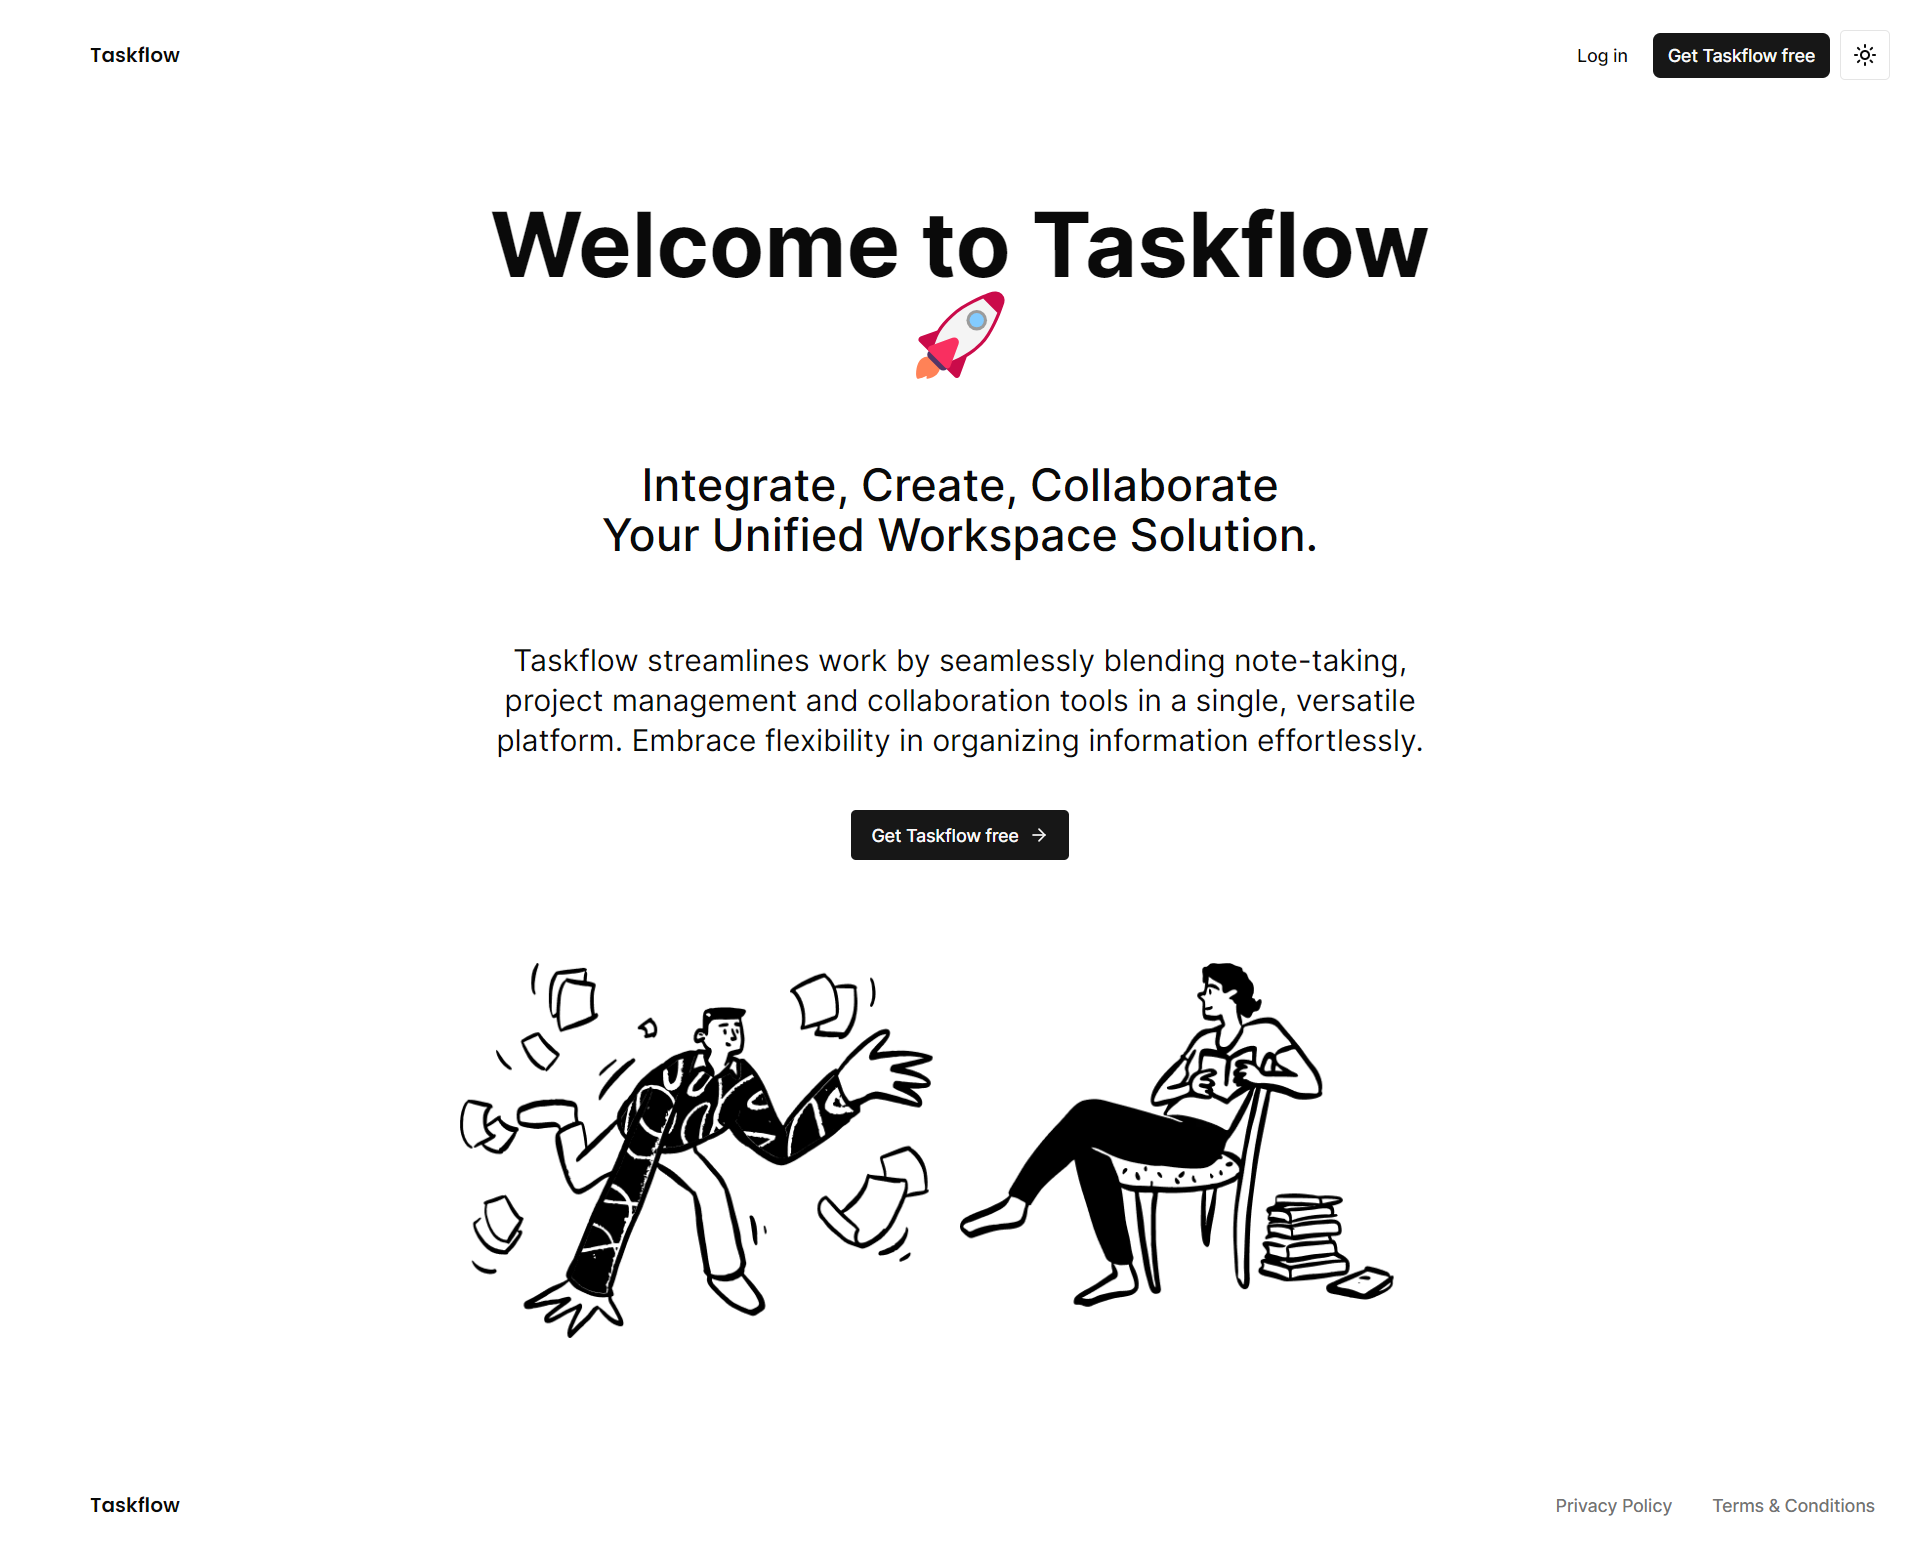 Taskflow
Log in
Get Taskflow free
Welcome to Taskflow
🚀
Integrate, Create, Collaborate
Your Unified Workspace Solution.
Taskflow streamlines work by seamlessly blending note-taking,
project management and collaboration tools in a single, versatile
platform. Embrace flexibility in organizing information effortlessly.
Get Taskflow free →
Taskflow
Privacy Policy
Terms & Conditions